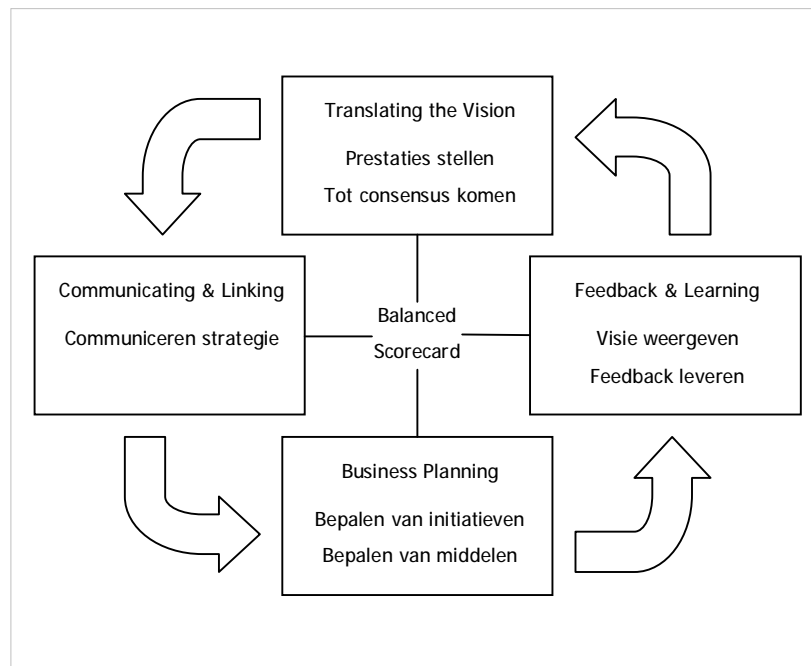 Translating the Vision
Prestaties stellen
Tot consensus komen
Communicating & Linking
Communiceren strategie
Balanced
Scorecard
Feedback & Learning
Visie weergeven
Feedback leveren
Business Planning
Bepalen van initiatieven
Bepalen van middelen